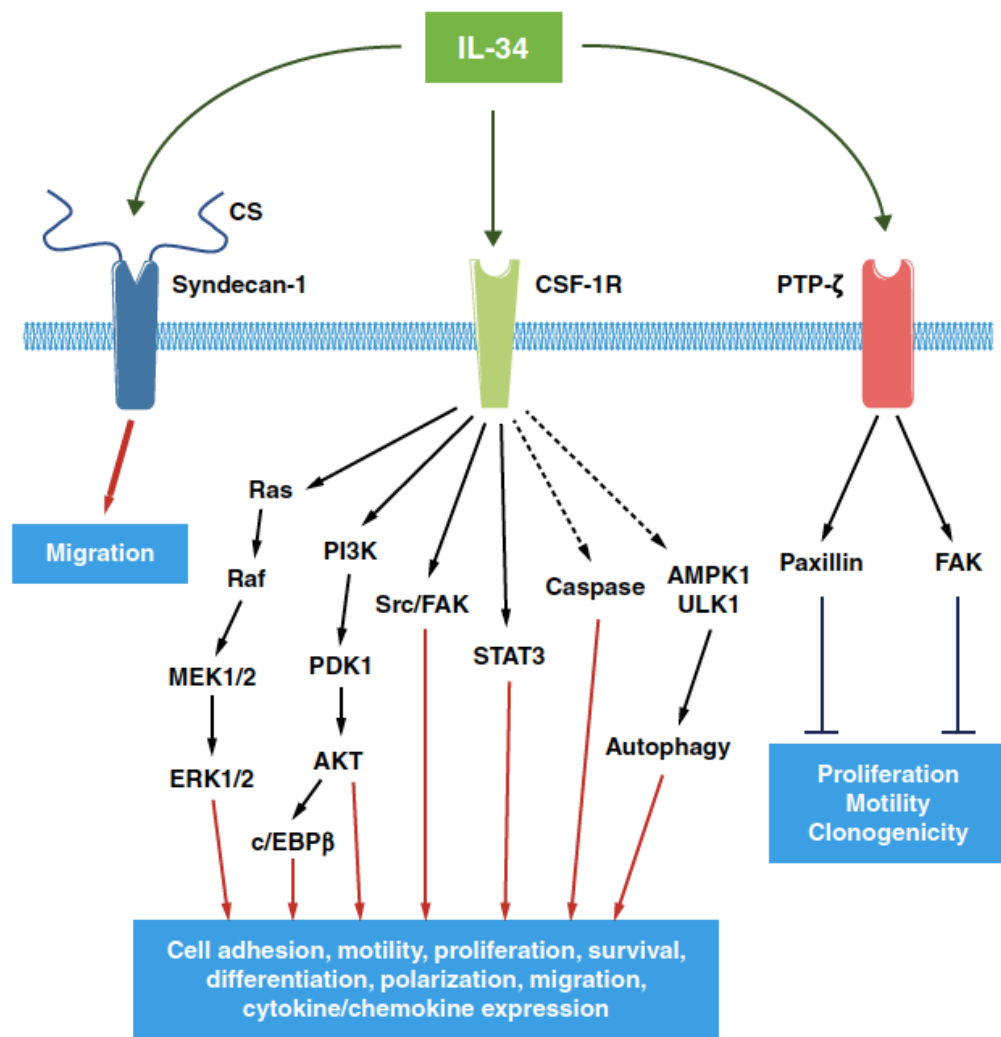 IL-34
CS
Syndecan-1
CSF-1R
PTP-ζ
Migration
Ras
Raf
MEK1/2
ERK1/2
PI3K
PDK1
AKT
c/EBPβ
Src/FAK
STAT3
Caspase
AMPK1
ULK1
Autophagy
Paxillin
FAK
Proliferation
Motility
Clonogenicity
Cell adhesion, motility, proliferation, survival,
differentiation, polarization, migration,
cytokine/chemokine expression